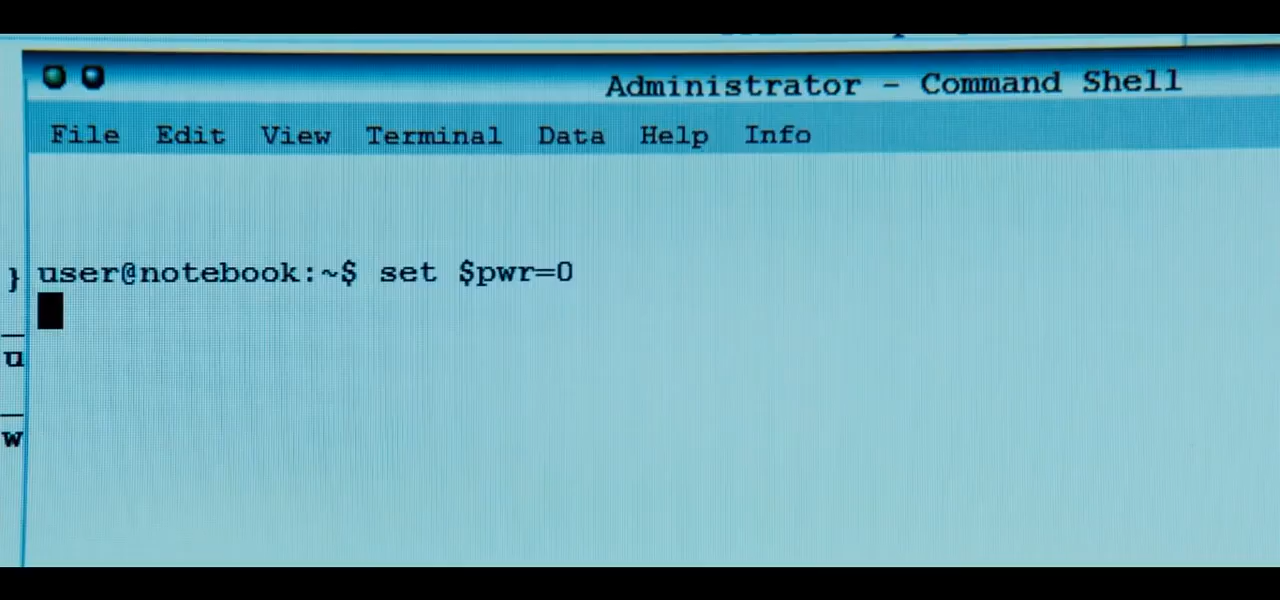 Administrator - Command Shell
File Edit View Terminal Data Help Info
} user@notebook:~$ set $pwr=0
u
w